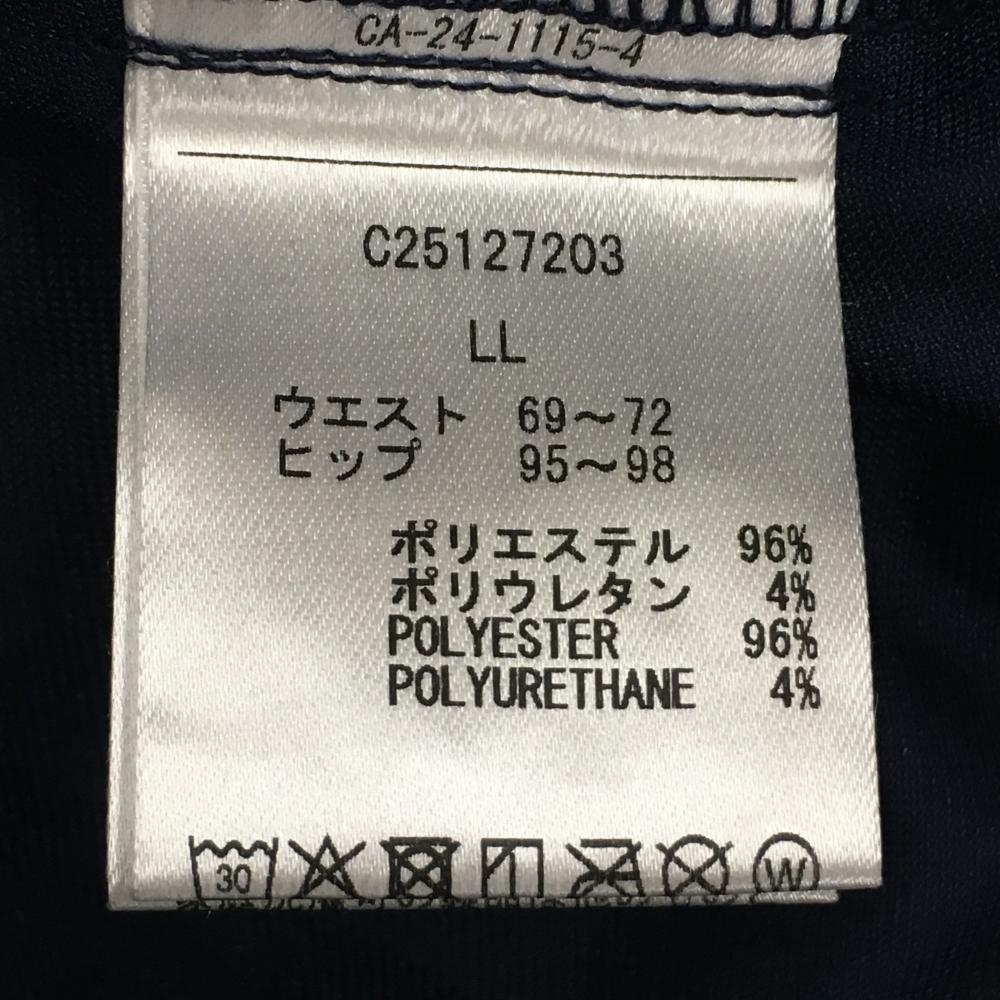 CA-24-1115-4
C25127203
LL
ウエスト 69～72
ヒップ 95～98
ポリエステル 96%
ポリウレタン 4%
POLYESTER 96%
POLYURETHANE 4%
30 W